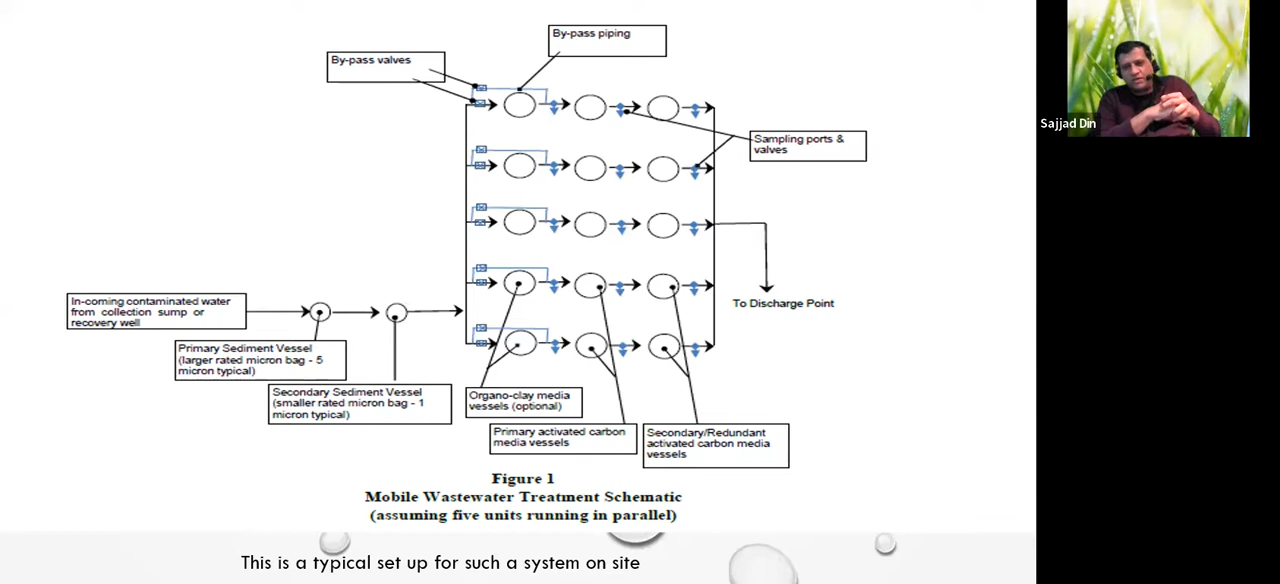 By-pass piping
By-pass valves
Sajjad Din
Sampling ports &
valves
In-coming contaminated water
from collection sump or
recovery well
To Discharge Point
Primary Sediment Vessel
(larger rated micron bag - 5
micron typical)
Secondary Sediment Vessel
(smaller rated micron bag - 1
micron typical)
Organo-clay media
vessels (optional)
Primary activated carbon
media vessels
Secondary/Redundant
activated carbon media
vessels
Figure 1
Mobile Wastewater Treatment Schematic
(assuming five units running in parallel)
This is a typical set up for such a system on site